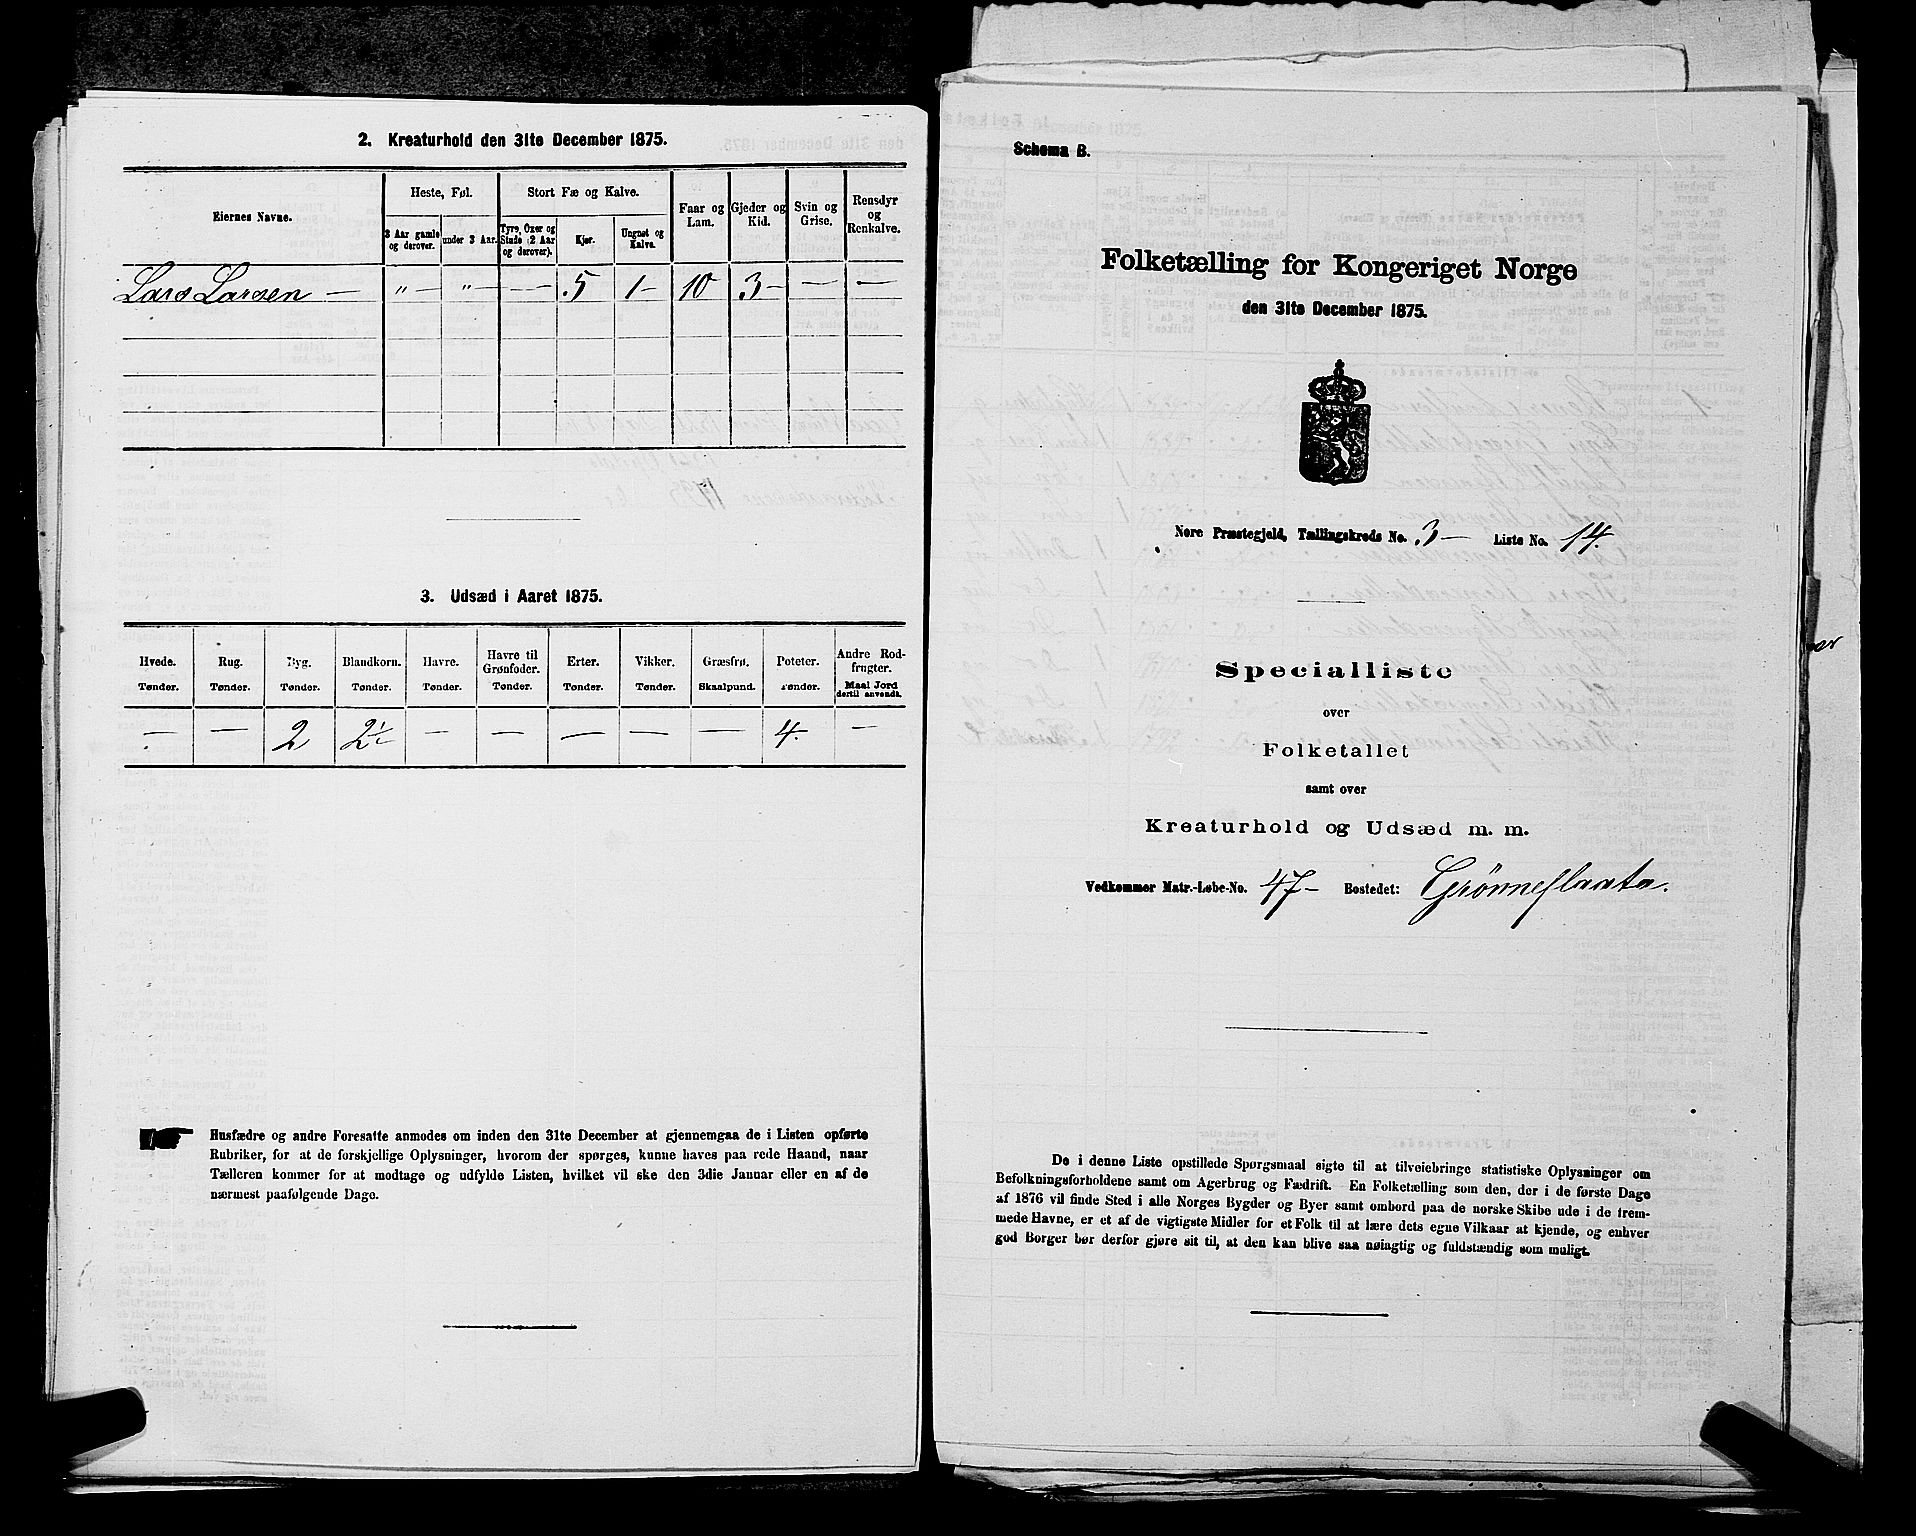 2. Kreaturhold den 31te December 1875.
Eiernes Navne.
Heste, Føl.
Stort Fæ og Kalve.
Faar og Lam.
Gjeder og Kid.
Svin og Grise.
Rensdyr og Renkalve.
3 Aar gamle og derover.
under 3 Aar.
Tyre, Oxer og Stude (2 Aar og derover).
Kjør.
Ungnøt og Kalve.
Lars Larsen — " — " — — — 5 1 — 10 3 — — —
3. Udsæd i Aaret 1875.
Hvede. Rug. Byg. Blandkorn. Havre. Havre til Grønfoder. Erter. Vikker. Græsfrø. Poteter. Andre Rodfrugter.
Tønder. Tønder. Tønder. Tønder. Tønder. Tønder. Tønder. Tønder. Skaalpund. Tønder. Maal Jord dertil anvendt.
— — 2 2½ — — — — — 4. —
Husfædre og andre Foresatte anmodes om inden den 31te December at gjennemgaa de i Listen opførte
Rubriker, for at de forskjellige Oplysninger, hvorom der spørges, kunne haves paa rede Haand, naar
Tælleren kommer for at modtage og udfylde Listen, hvilket vil ske den 3die Januar eller en af de
nærmest paafølgende Dage.
Schema B.
Folketælling for Kongeriget Norge
den 31te December 1875.
Nore Præstegjeld, Tællingskreds No. 3 — Liste No. 14.
Specialliste
over
Folketallet
samt over
Kreaturhold og Udsæd m. m.
Vedkommer Matr.-Løbe-No. 47 — Bostedet: Grönneflaata.
De i denne Liste opstillede Spørgsmaal sigte til at tilveiebringe statistiske Oplysninger om
Befolkningsforholdene samt om Agerbrug og Fædrift. En Folketælling som den, der i de første Dage
af 1876 vil finde Sted i alle Norges Bygder og Byer samt ombord paa de norske Skibe ude i de frem-
mede Havne, er et af de vigtigste Midler for et Folk til at lære dets egne Vilkaar at kjende, og enhver
god Borger bør derfor gjøre sit til, at den kan blive saa nøiagtig og fuldstændig som muligt.